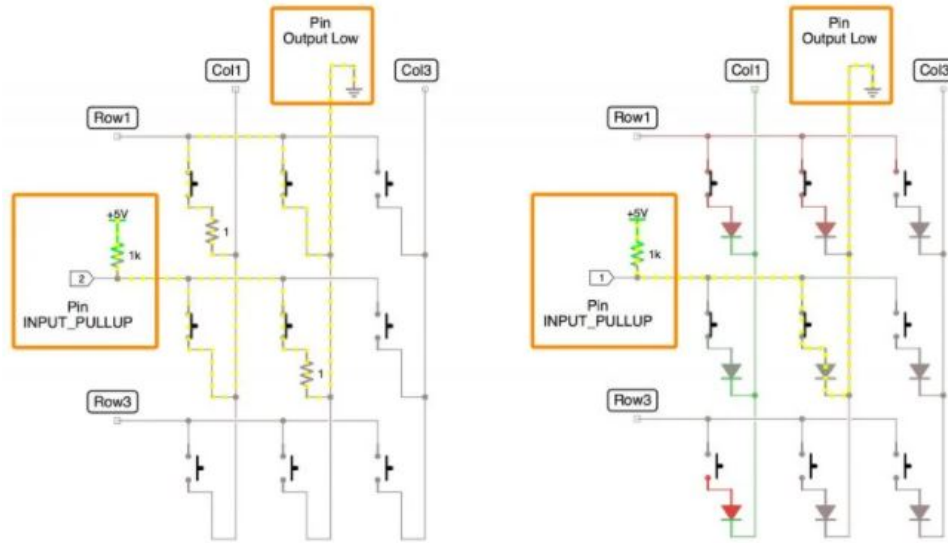 Pin
Output Low
Col1
Col3
Row1
+5V
1k
1
2
Pin
INPUT_PULLUP
1
Row3
Pin
Output Low
Col1
Col3
Row1
+5V
1k
1
Pin
INPUT_PULLUP
Row3